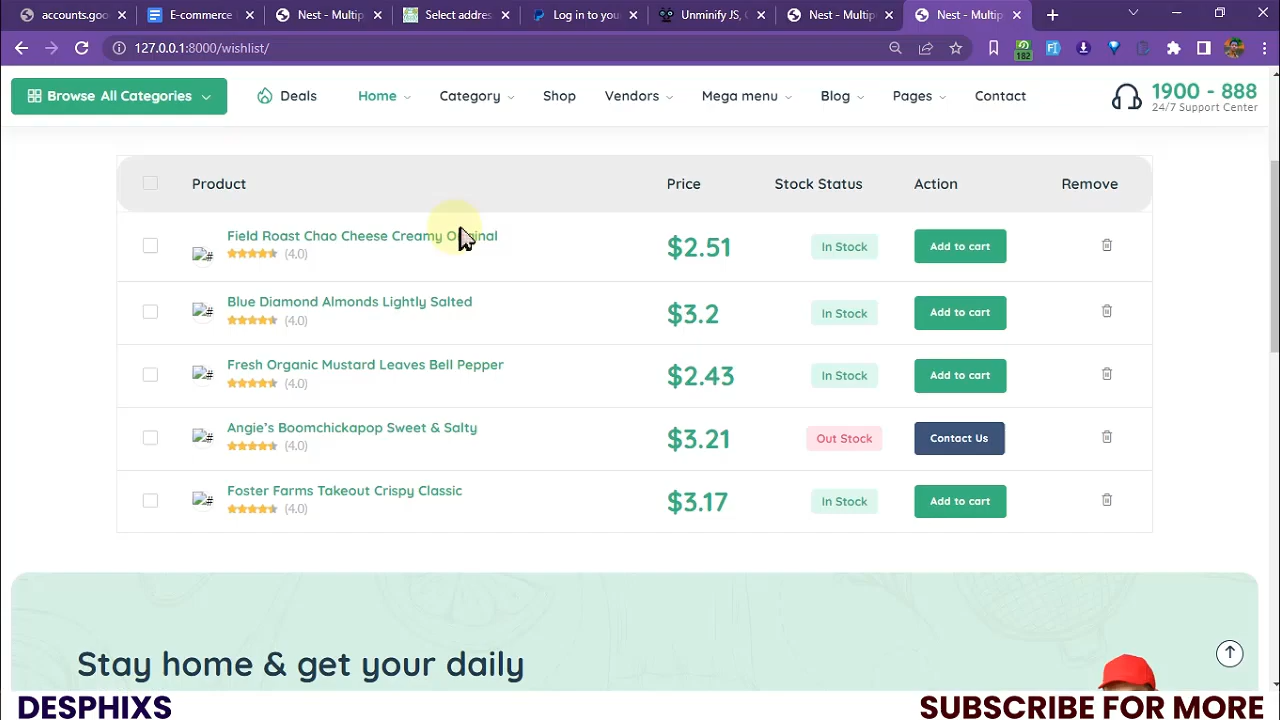 accounts.goo
E-commerce
Nest - Multip
Select addre
Log in to you
Unminify JS, C
Nest - Multip
Nest - Multip
127.0.0.1:8000/wishlist/
182
Browse All Categories
Deals
Home
Category
Shop
Vendors
Mega menu
Blog
Pages
Contact
1900 - 888
24/7 Support Center
Product Price Stock Status Action Remove
Field Roast Chao Cheese Creamy Original
(4.0)
$2.51 In Stock Add to cart
Blue Diamond Almonds Lightly Salted
(4.0)
$3.2 In Stock Add to cart
Fresh Organic Mustard Leaves Bell Pepper
(4.0)
$2.43 In Stock Add to cart
Angie's Boomchickapop Sweet & Salty
(4.0)
$3.21 Out Stock Contact Us
Foster Farms Takeout Crispy Classic
(4.0)
$3.17 In Stock Add to cart
Stay home & get your daily
DESPHIXS
SUBSCRIBE FOR MORE